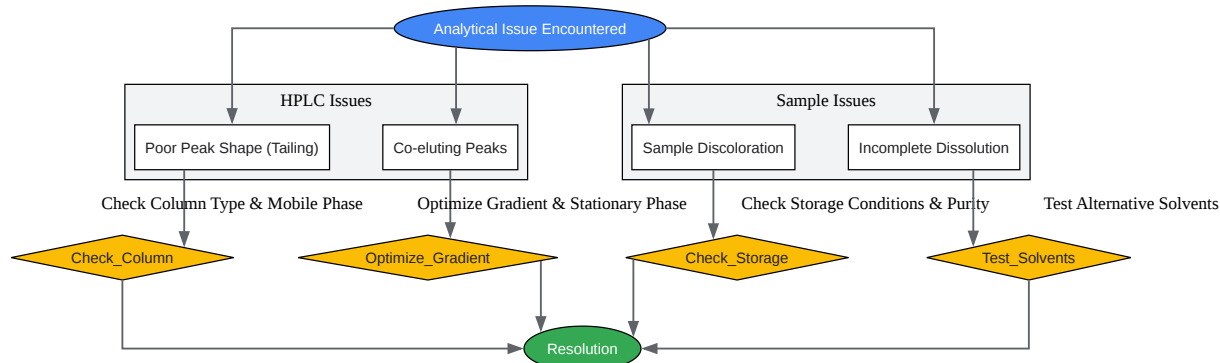 Analytical Issue Encountered
HPLC Issues
Sample Issues
Poor Peak Shape (Tailing)
Co-eluting Peaks
Sample Discoloration
Incomplete Dissolution
Check Column Type & Mobile Phase
Optimize Gradient & Stationary Phase
Check Storage Conditions & Purity
Test Alternative Solvents
Check_Column
Optimize_Gradient
Check_Storage
Test_Solvents
Resolution